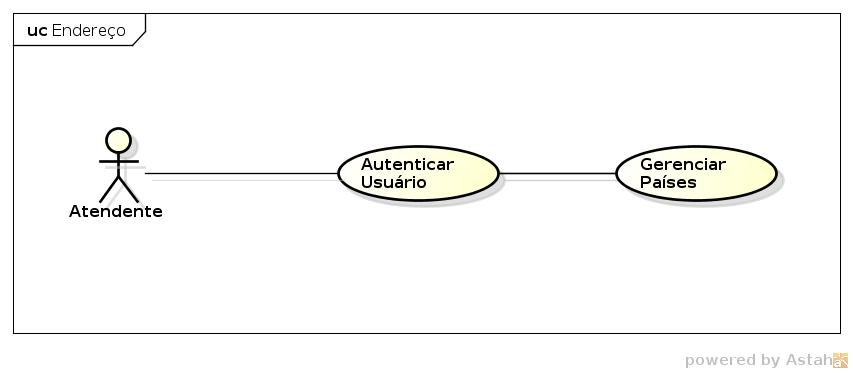 uc Endereço
Autenticar
Usuário
Gerenciar
Países
Atendente
powered by Astah